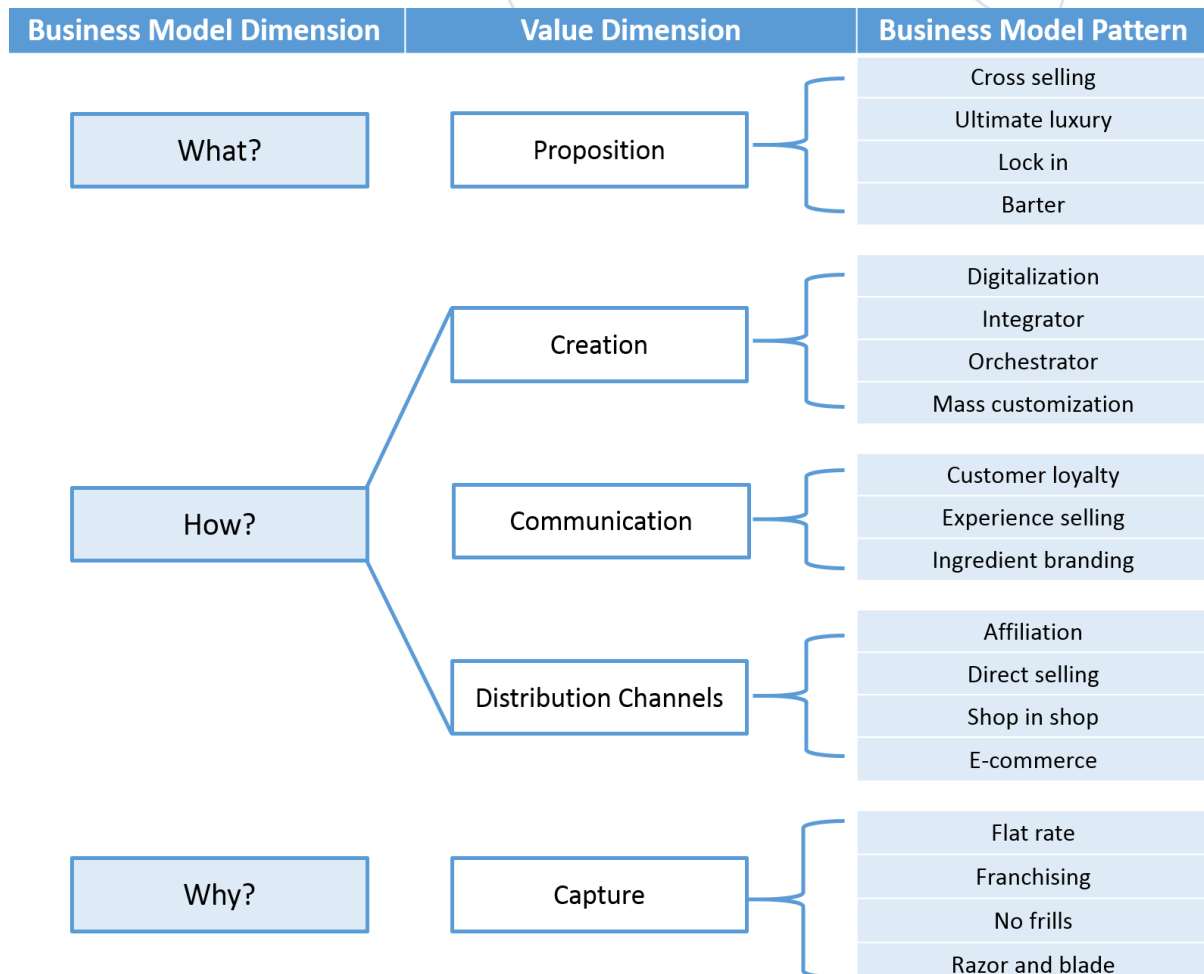 Business Model Dimension
Value Dimension
Business Model Pattern
What?
Proposition
Cross selling
Ultimate luxury
Lock in
Barter
How?
Creation
Digitalization
Integrator
Orchestrator
Mass customization
Communication
Customer loyalty
Experience selling
Ingredient branding
Distribution Channels
Affiliation
Direct selling
Shop in shop
E-commerce
Why?
Capture
Flat rate
Franchising
No frills
Razor and blade